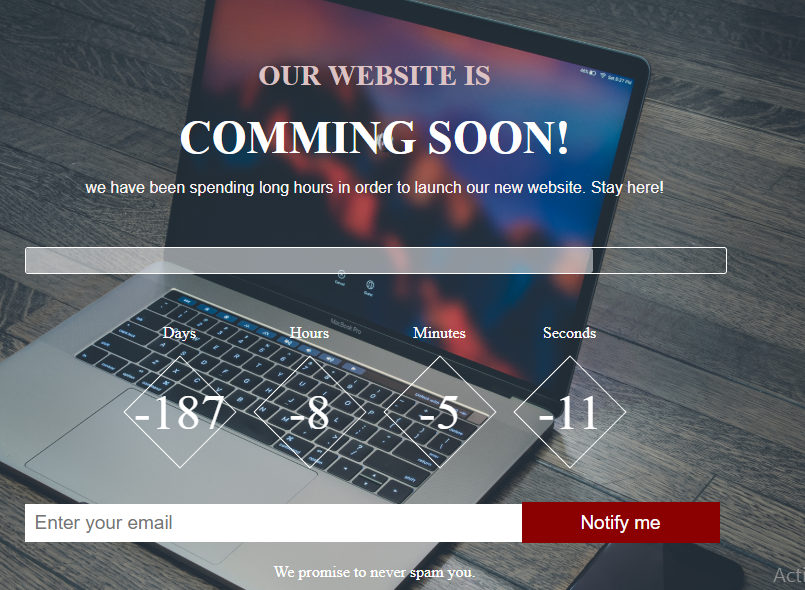 OUR WEBSITE IS
COMMING SOON!
we have been spending long hours in order to launch our new website. Stay here!
MacBook Pro
Days Hours Minutes Seconds
-187 -8 -5 -11
Enter your email Notify me
We promise to never spam you.